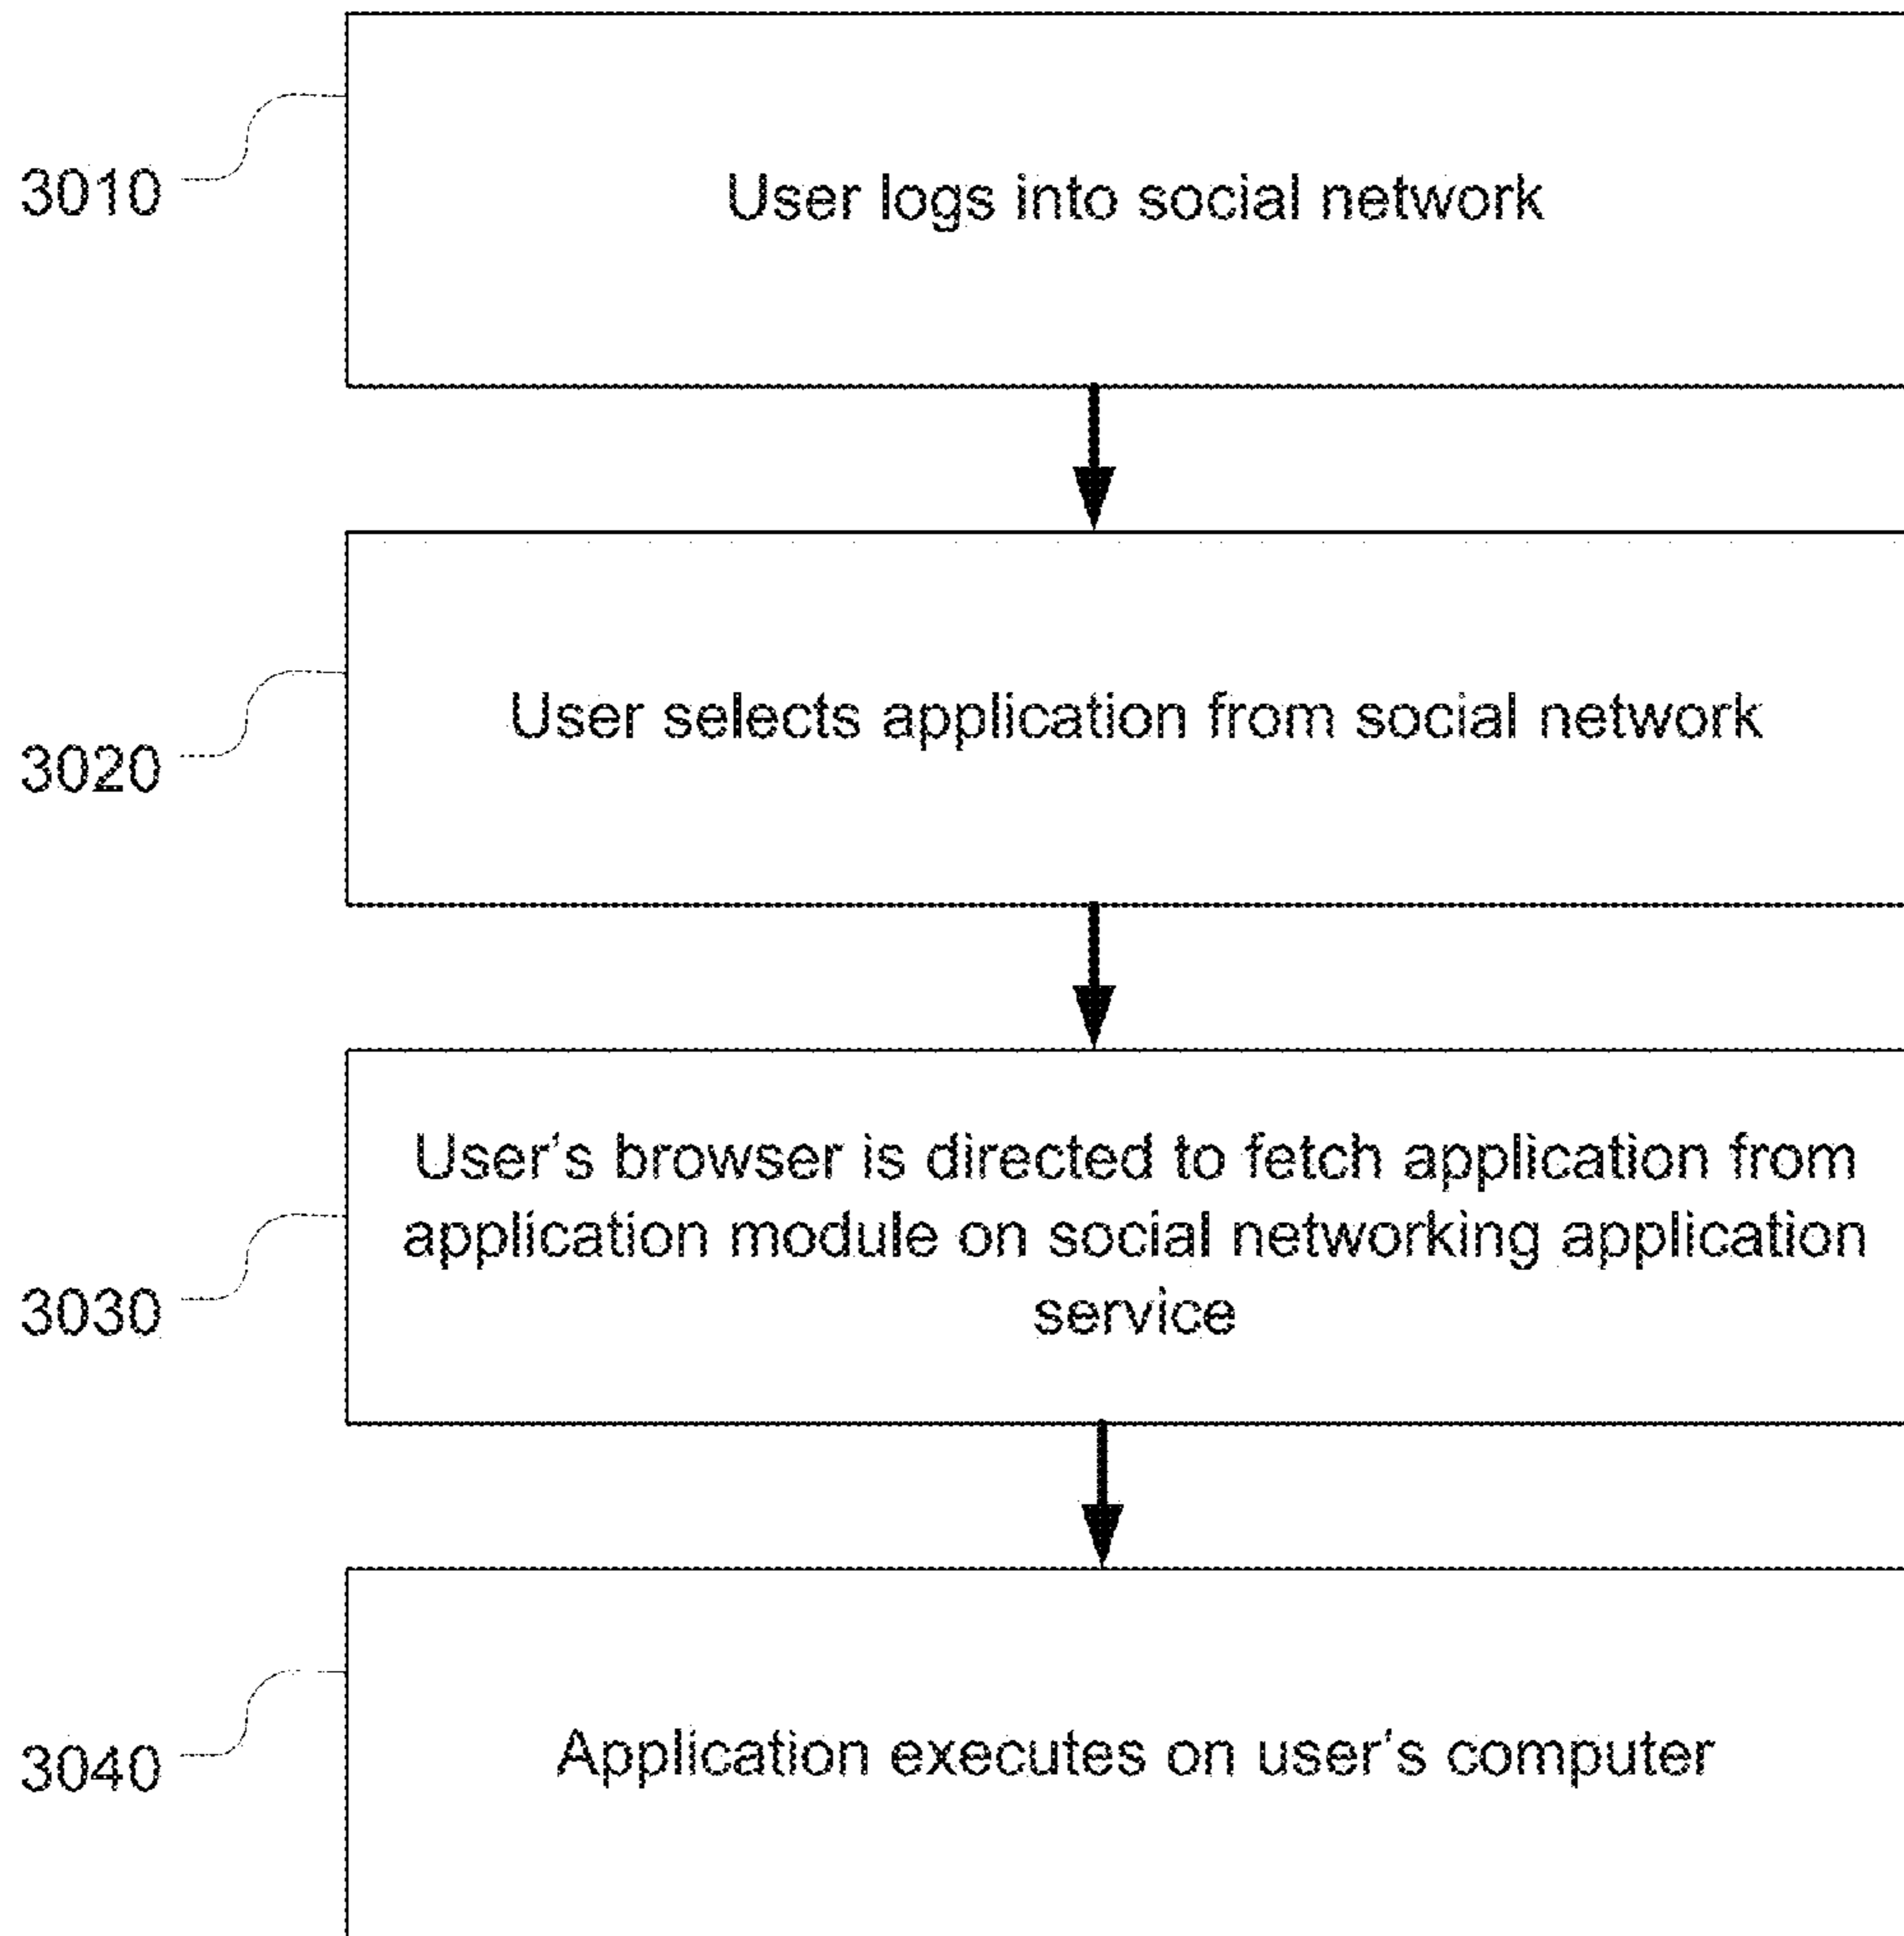 3010
User logs into social network
3020
User selects application from social network
3030
User's browser is directed to fetch application from
application module on social networking application
service
3040
Application executes on user's computer